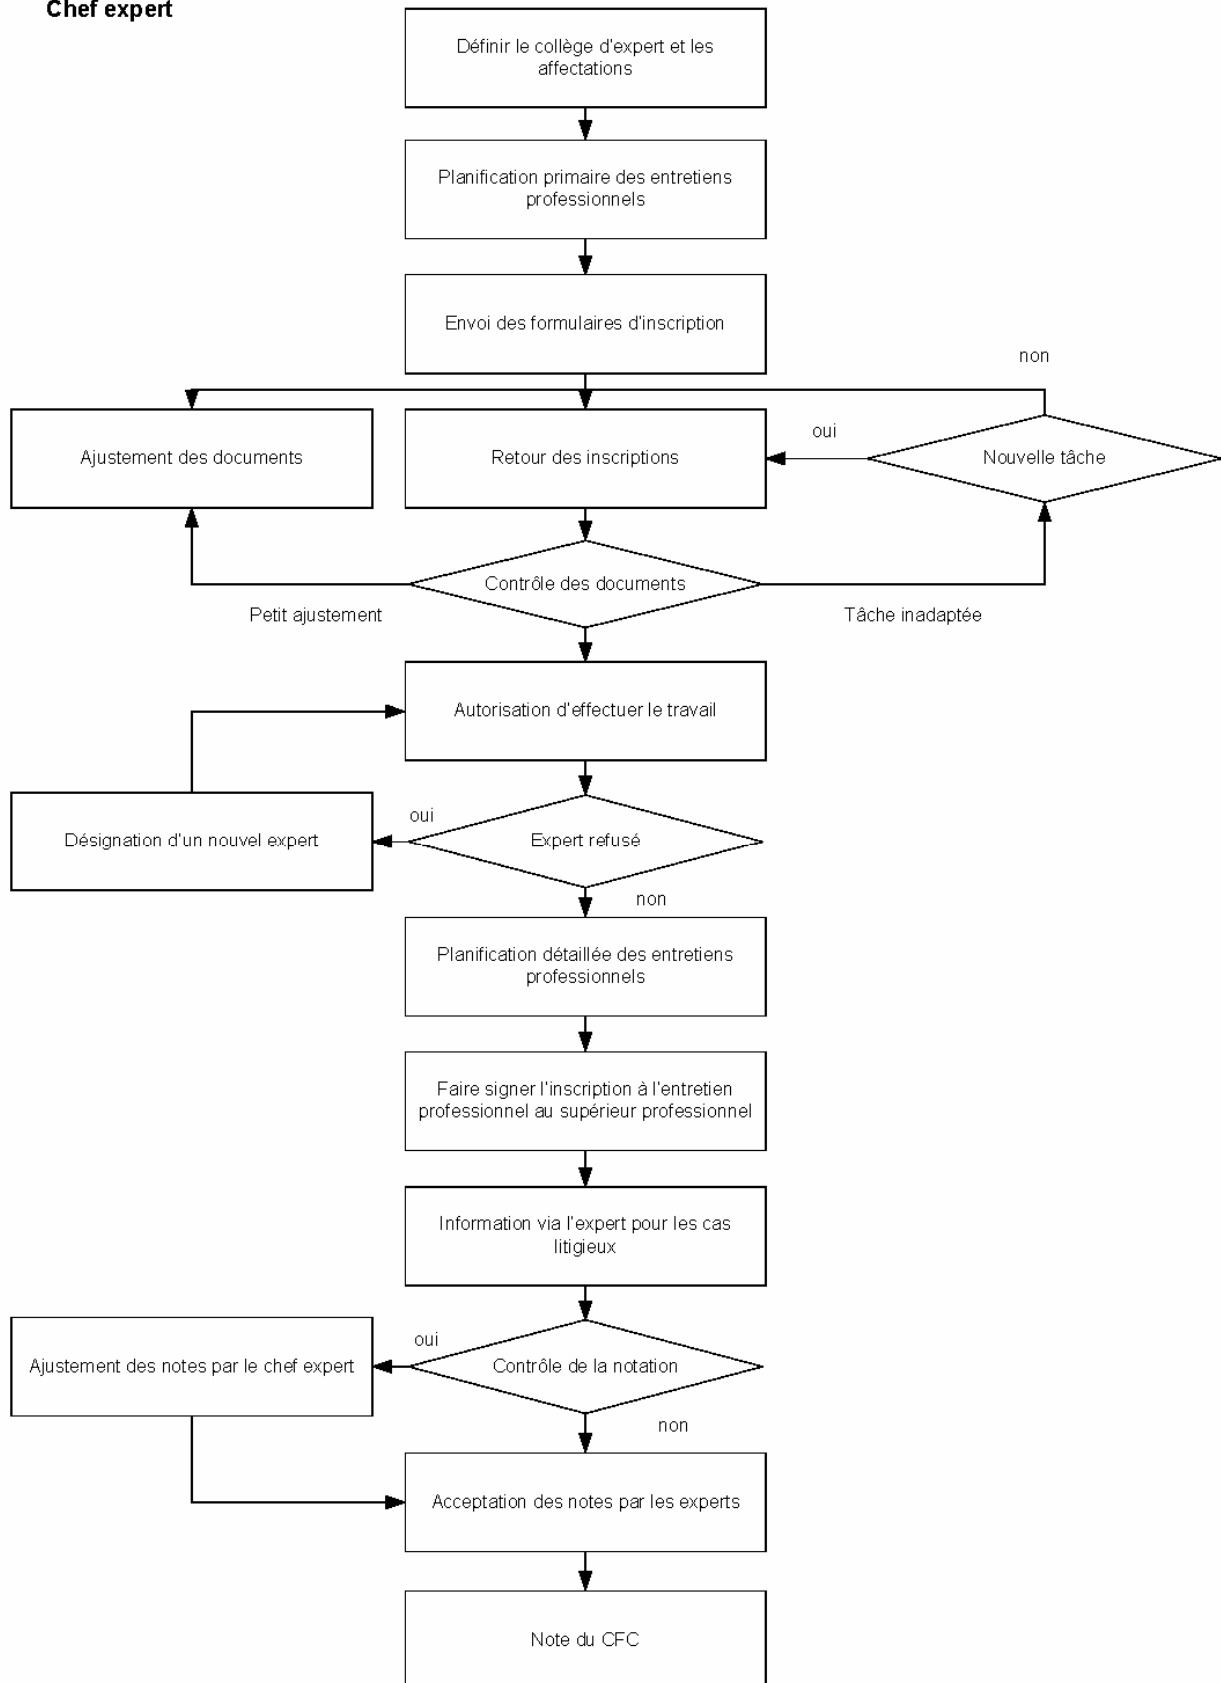 Chef expert
Définir le collège d'expert et les
affectations
Planification primaire des entretiens
professionnels
Envoi des formulaires d'inscription
non
Ajustement des documents
Retour des inscriptions
oui
Nouvelle tâche
Contrôle des documents
Petit ajustement
Tâche inadaptée
Autorisation d'effectuer le travail
Désignation d'un nouvel expert
oui
Expert refusé
non
Planification détaillée des entretiens
professionnels
Faire signer l'inscription à l'entretien
professionnel au supérieur professionnel
Information via l'expert pour les cas
litigieux
Ajustement des notes par le chef expert
oui
Contrôle de la notation
non
Acceptation des notes par les experts
Note du CFC